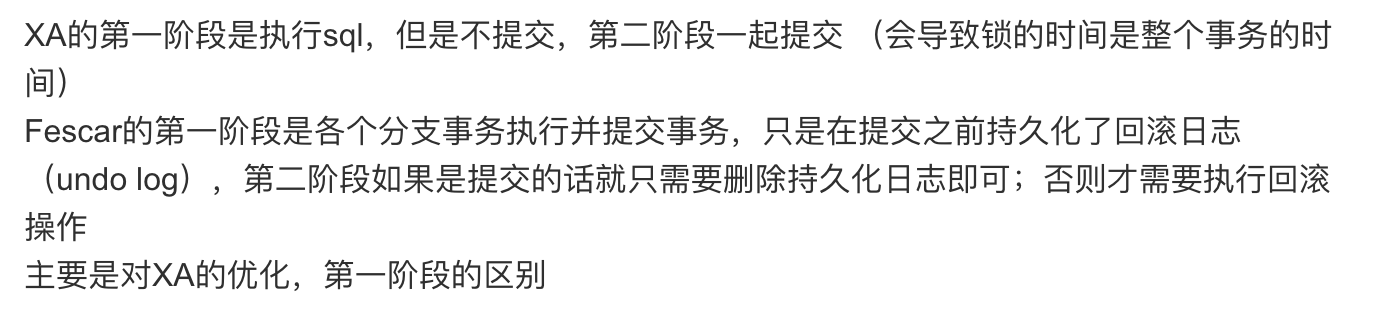 XA的第一阶段是执行sql，但是不提交，第二阶段一起提交 （会导致锁的时间是整个事务的时
间）
Fescar的第一阶段是各个分支事务执行并提交事务，只是在提交之前持久化了回滚日志
（undo log），第二阶段如果是提交的话就只需要删除持久化日志即可；否则才需要执行回滚
操作
主要是对XA的优化，第一阶段的区别